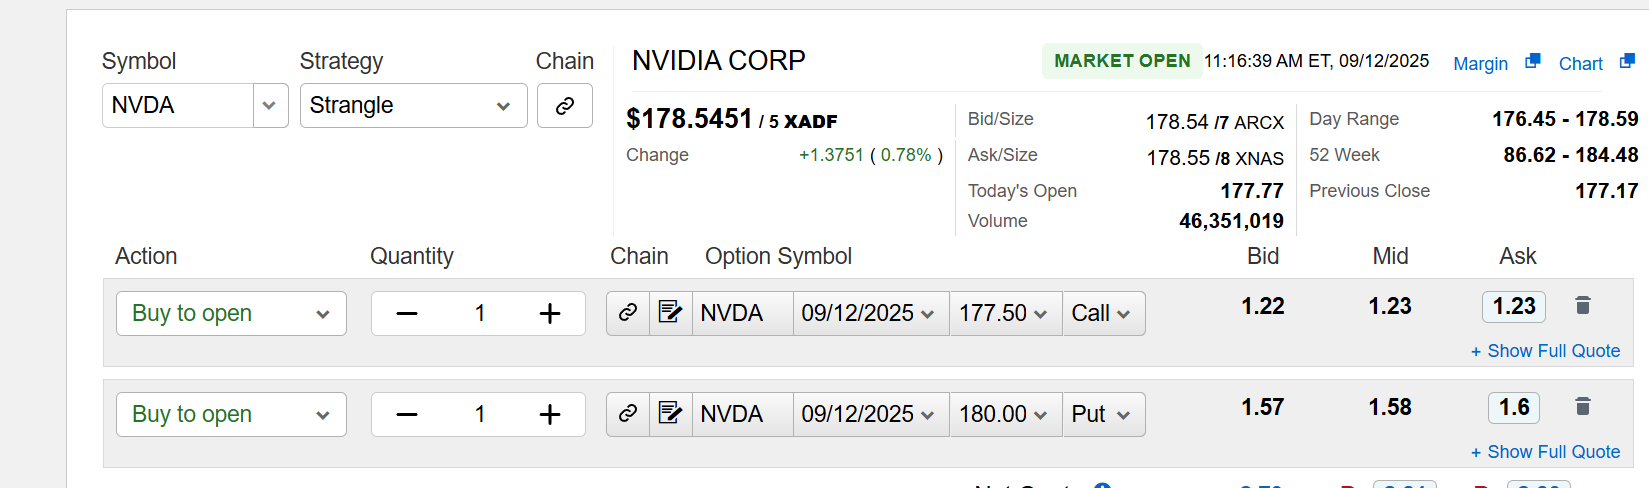 Symbol Strategy Chain
NVDA Strangle
NVIDIA CORP
MARKET OPEN 11:16:39 AM ET, 09/12/2025 Margin Chart
$178.5451 / 5 XADF
Change +1.3751 ( 0.78% )
Bid/Size 178.54 /7 ARCX
Ask/Size 178.55 /8 XNAS
Today's Open 177.77
Volume 46,351,019
Day Range 176.45 - 178.59
52 Week 86.62 - 184.48
Previous Close 177.17
Action Quantity Chain Option Symbol Bid Mid Ask
Buy to open − 1 + NVDA 09/12/2025 177.50 Call 1.22 1.23 1.23
+ Show Full Quote
Buy to open − 1 + NVDA 09/12/2025 180.00 Put 1.57 1.58 1.6
+ Show Full Quote